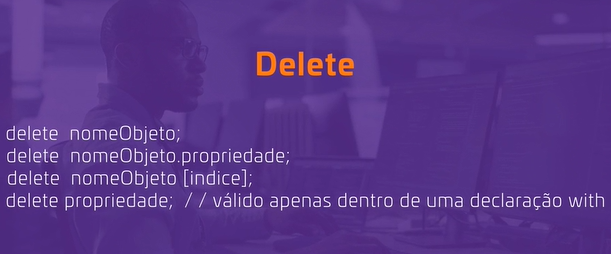 Delete
delete nomeObjeto;
delete nomeObjeto.propriedade;
delete nomeObjeto [indice];
delete propriedade; / / válido apenas dentro de uma declaração with